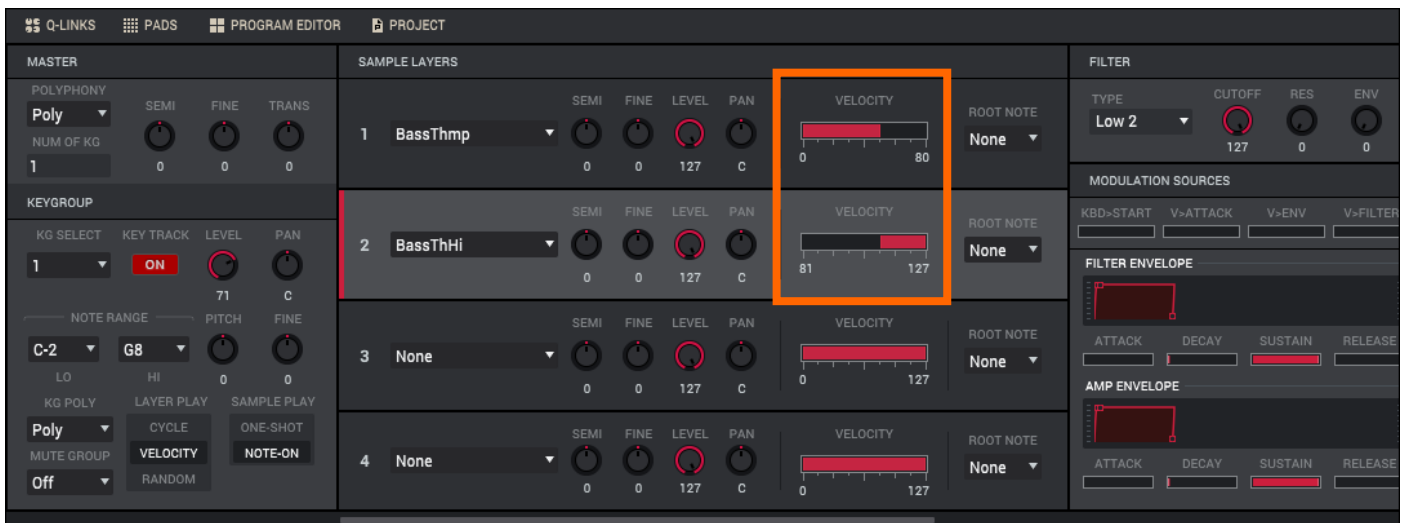 Q-LINKS PADS PROGRAM EDITOR PROJECT
MASTER
POLYPHONY
Poly
SEMI FINE TRANS
NUM OF KG
1
0 0 0
KEYGROUP
KG SELECT KEY TRACK LEVEL PAN
1 ON
71 C
NOTE RANGE PITCH FINE
C-2 G8
LO HI 0 0
KG POLY LAYER PLAY SAMPLE PLAY
Poly CYCLE ONE-SHOT
MUTE GROUP VELOCITY NOTE-ON
Off RANDOM
SAMPLE LAYERS
SEMI FINE LEVEL PAN VELOCITY ROOT NOTE
1 BassThmp None
0 0 127 C 0 80
SEMI FINE LEVEL PAN VELOCITY ROOT NOTE
2 BassThHi None
0 0 127 C 81 127
SEMI FINE LEVEL PAN VELOCITY ROOT NOTE
3 None None
0 0 127 C 0 127
SEMI FINE LEVEL PAN VELOCITY ROOT NOTE
4 None None
0 0 127 C 0 127
FILTER
TYPE CUTOFF RES ENV
Low 2
127 0 0
MODULATION SOURCES
KBD>START V>ATTACK V>ENV V>FILTER
FILTER ENVELOPE
ATTACK DECAY SUSTAIN RELEASE
AMP ENVELOPE
ATTACK DECAY SUSTAIN RELEASE